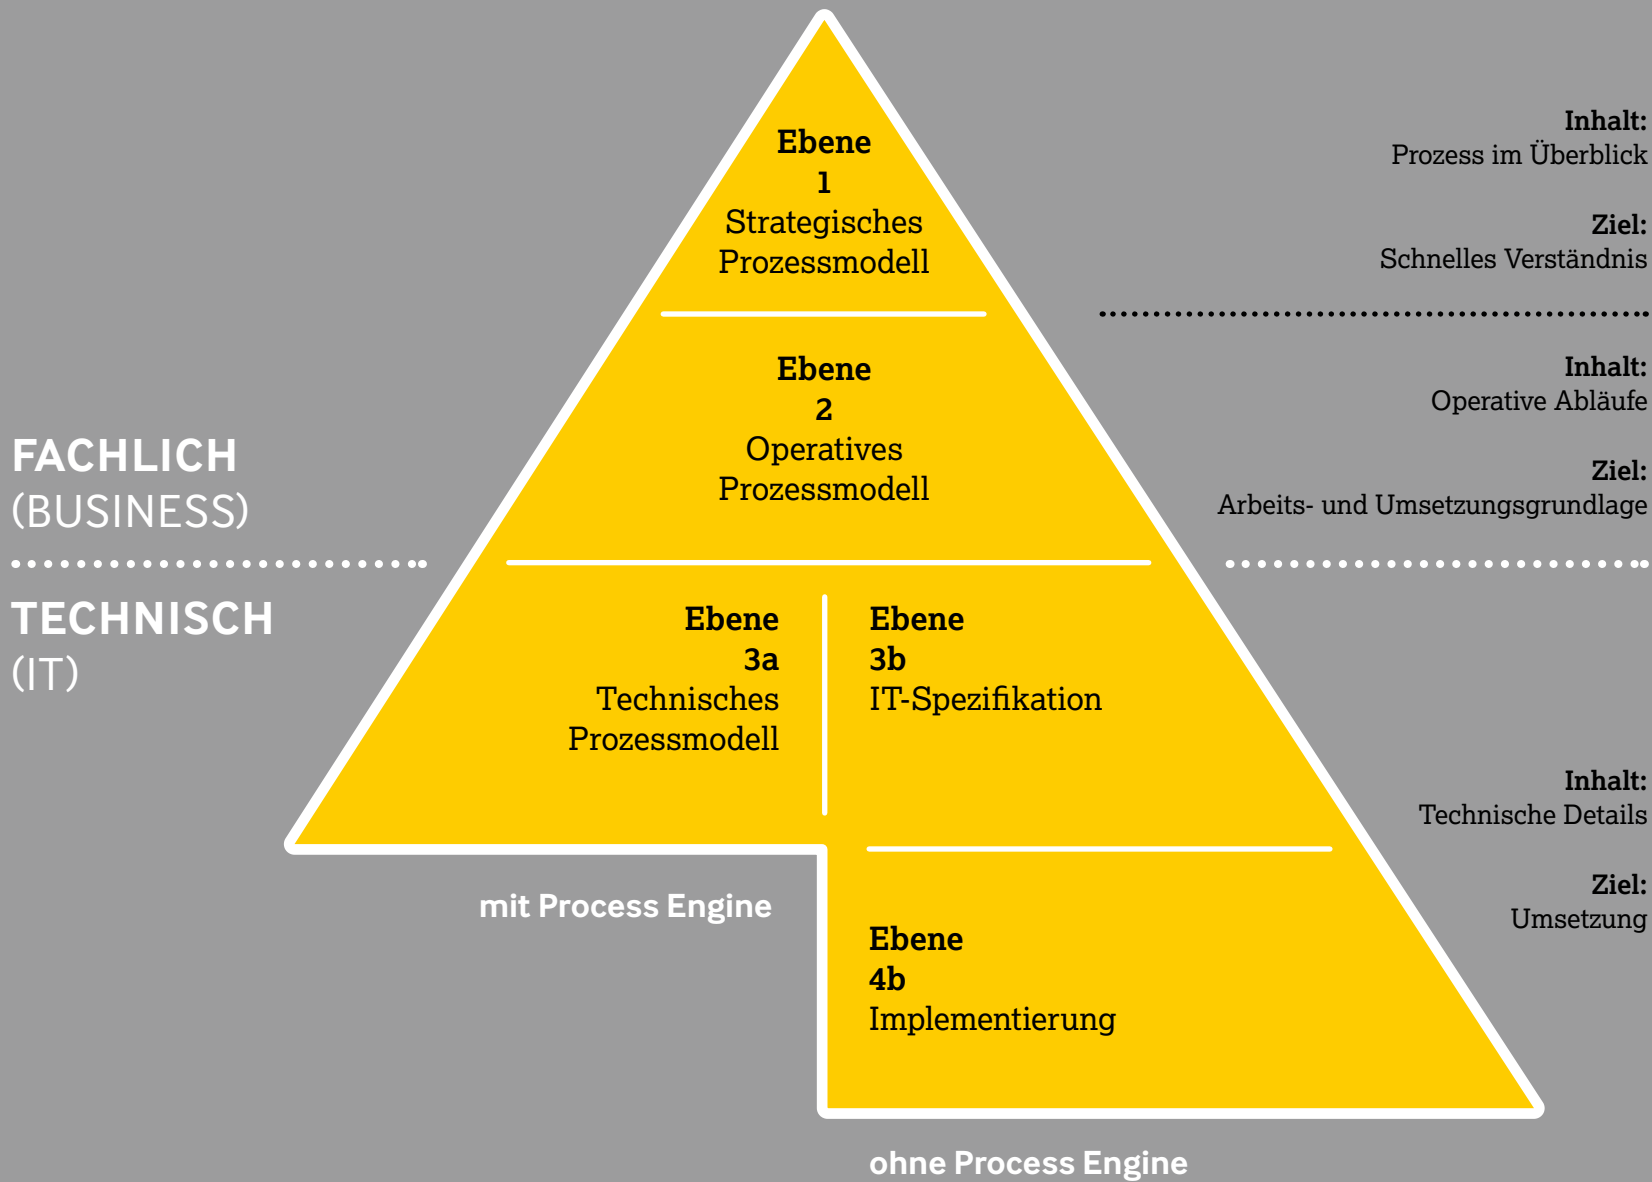 Ebene
1
Strategisches
Prozessmodell
Inhalt:
Prozess im Überblick
Ziel:
Schnelles Verständnis
Ebene
2
Operatives
Prozessmodell
Inhalt:
Operative Abläufe
Ziel:
Arbeits- und Umsetzungsgrundlage
FACHLICH
(BUSINESS)
TECHNISCH
(IT)
Ebene
3a
Technisches
Prozessmodell
Ebene
3b
IT-Spezifikation
Inhalt:
Technische Details
Ziel:
Umsetzung
mit Process Engine
Ebene
4b
Implementierung
ohne Process Engine